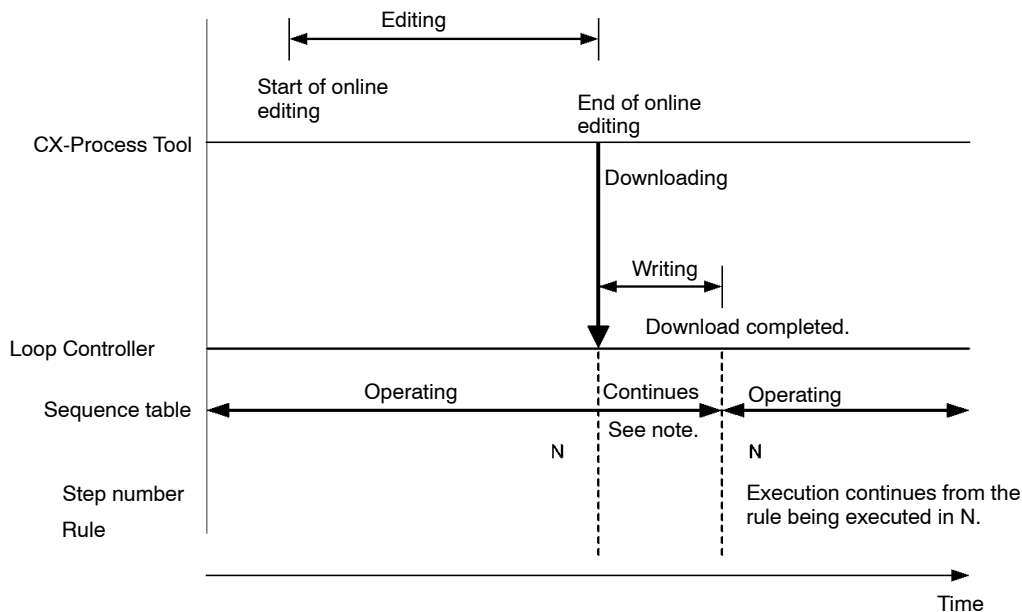 Editing
Start of online
editing
End of online
editing
CX-Process Tool
Downloading
Writing
Download completed.
Loop Controller
Operating
Continues
Operating
Sequence table
See note.
N
N
Step number
Execution continues from the
rule being executed in N.
Rule
Time